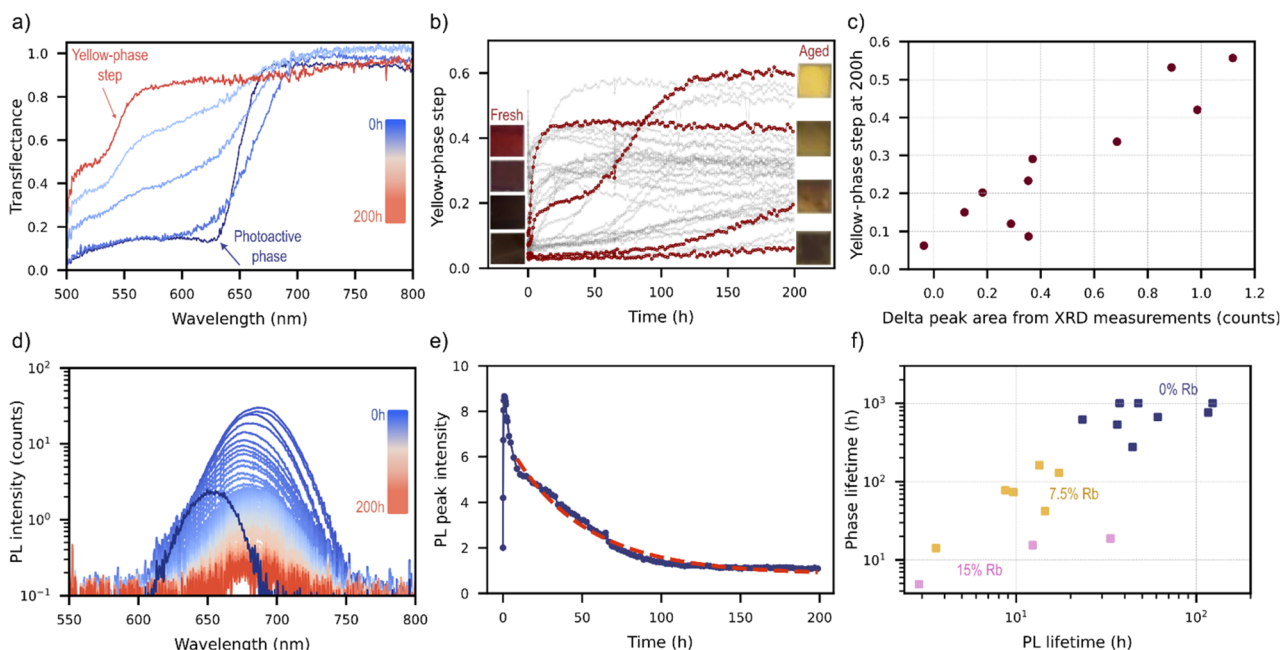 a)
Transflectance
1.0
0.8
0.6
0.4
0.2
0.0
Yellow-phase
step
0h
200h
Photoactive
phase
500
550
600
650
700
750
800
Wavelength (nm)
b)
Yellow-phase step
0.6
0.4
0.2
0.0
Fresh
Aged
0
50
100
150
200
Time (h)
c)
Yellow-phase step at 200h
0.6
0.5
0.4
0.3
0.2
0.1
0.0
0.0
0.2
0.4
0.6
0.8
1.0
1.2
Delta peak area from XRD measurements (counts)
d)
PL intensity (counts)
10²
10¹
10⁰
10⁻¹
0h
200h
550
600
650
700
750
800
Wavelength (nm)
e)
PL peak intensity
10
8
6
4
2
0
0
50
100
150
200
Time (h)
f)
Phase lifetime (h)
10³
10²
10¹
0% Rb
7.5% Rb
15% Rb
10¹
10²
PL lifetime (h)